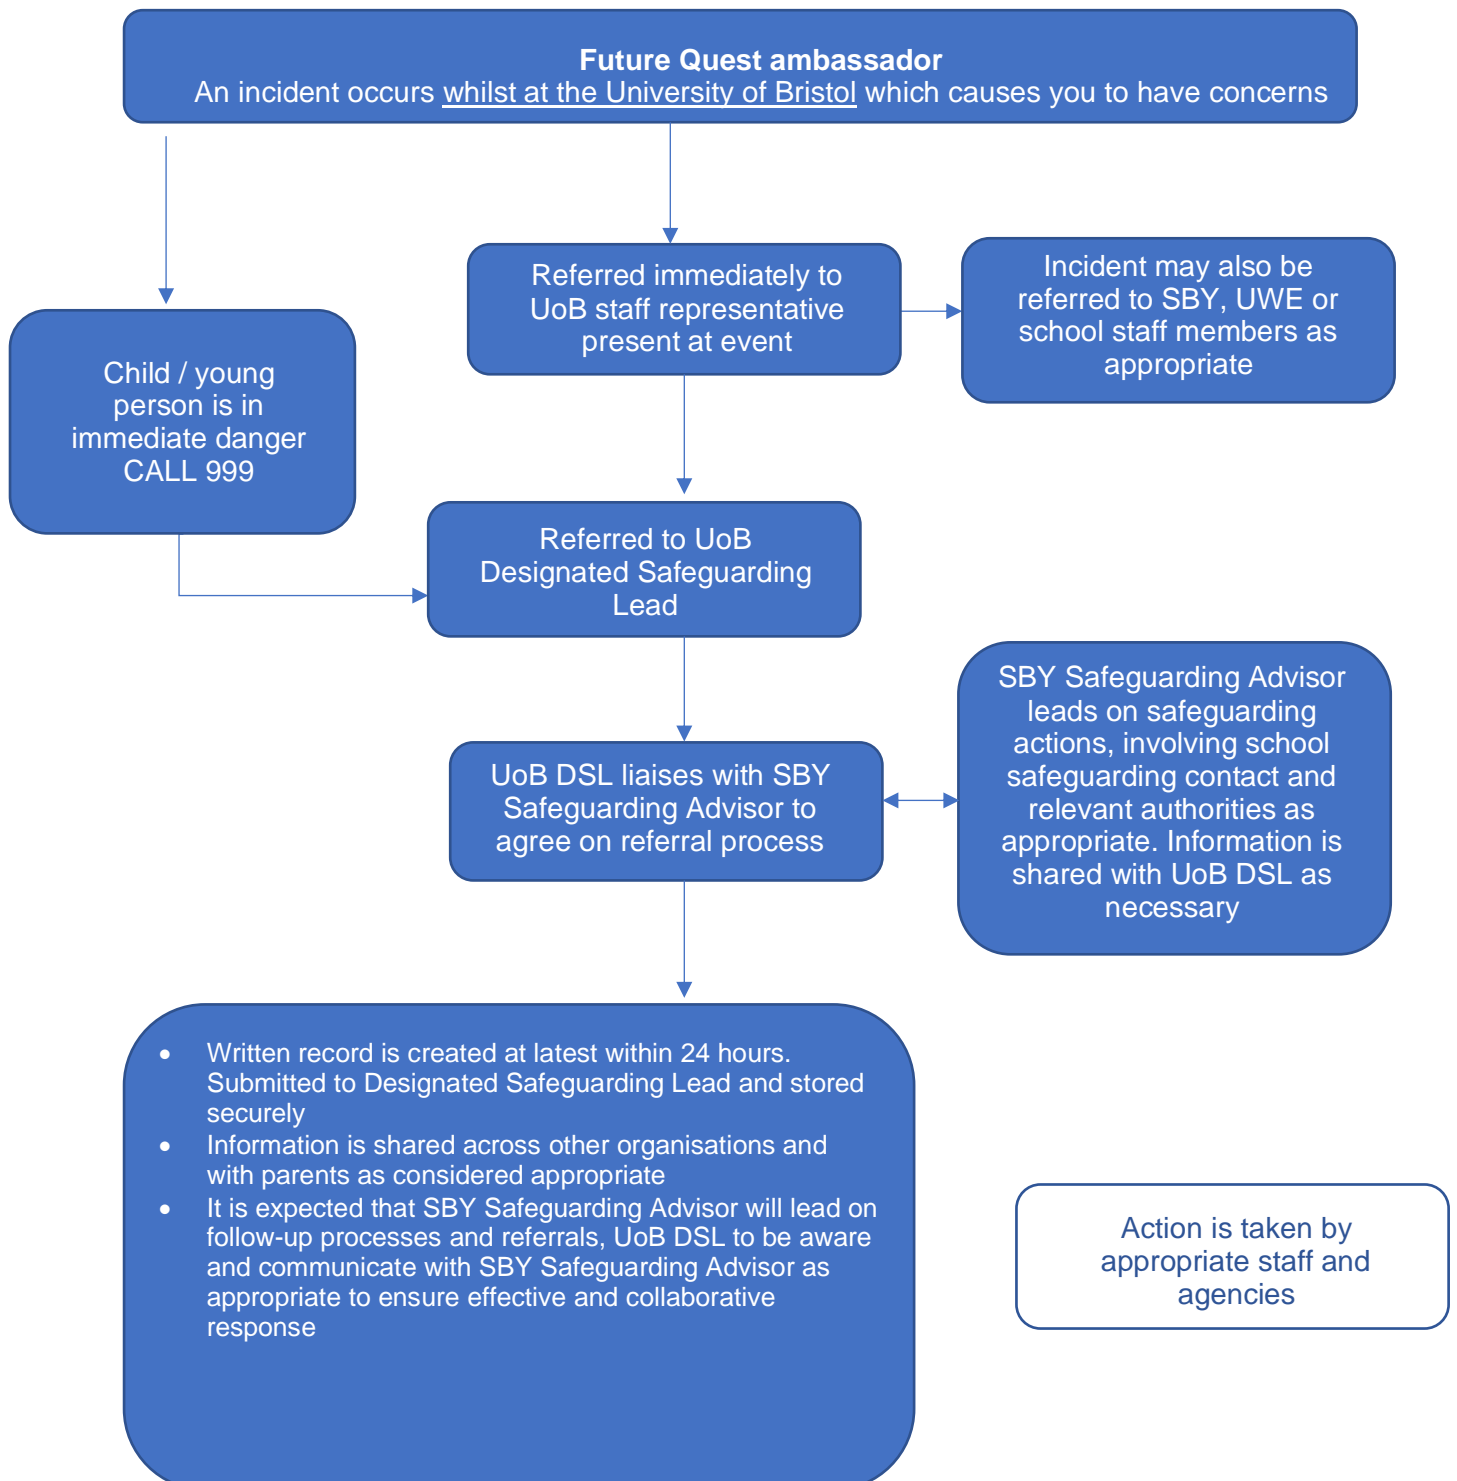 Future Quest ambassador
An incident occurs whilst at the University of Bristol which causes you to have concerns
Referred immediately to
UoB staff representative
present at event
Incident may also be
referred to SBY, UWE or
school staff members as
appropriate
Child / young
person is in
immediate danger
CALL 999
Referred to UoB
Designated Safeguarding
Lead
UoB DSL liaises with SBY
Safeguarding Advisor to
agree on referral process
SBY Safeguarding Advisor
leads on safeguarding
actions, involving school
safeguarding contact and
relevant authorities as
appropriate. Information is
shared with UoB DSL as
necessary
• Written record is created at latest within 24 hours.
Submitted to Designated Safeguarding Lead and stored
securely
• Information is shared across other organisations and
with parents as considered appropriate
• It is expected that SBY Safeguarding Advisor will lead on
follow-up processes and referrals, UoB DSL to be aware
and communicate with SBY Safeguarding Advisor as
appropriate to ensure effective and collaborative
response
Action is taken by
appropriate staff and
agencies